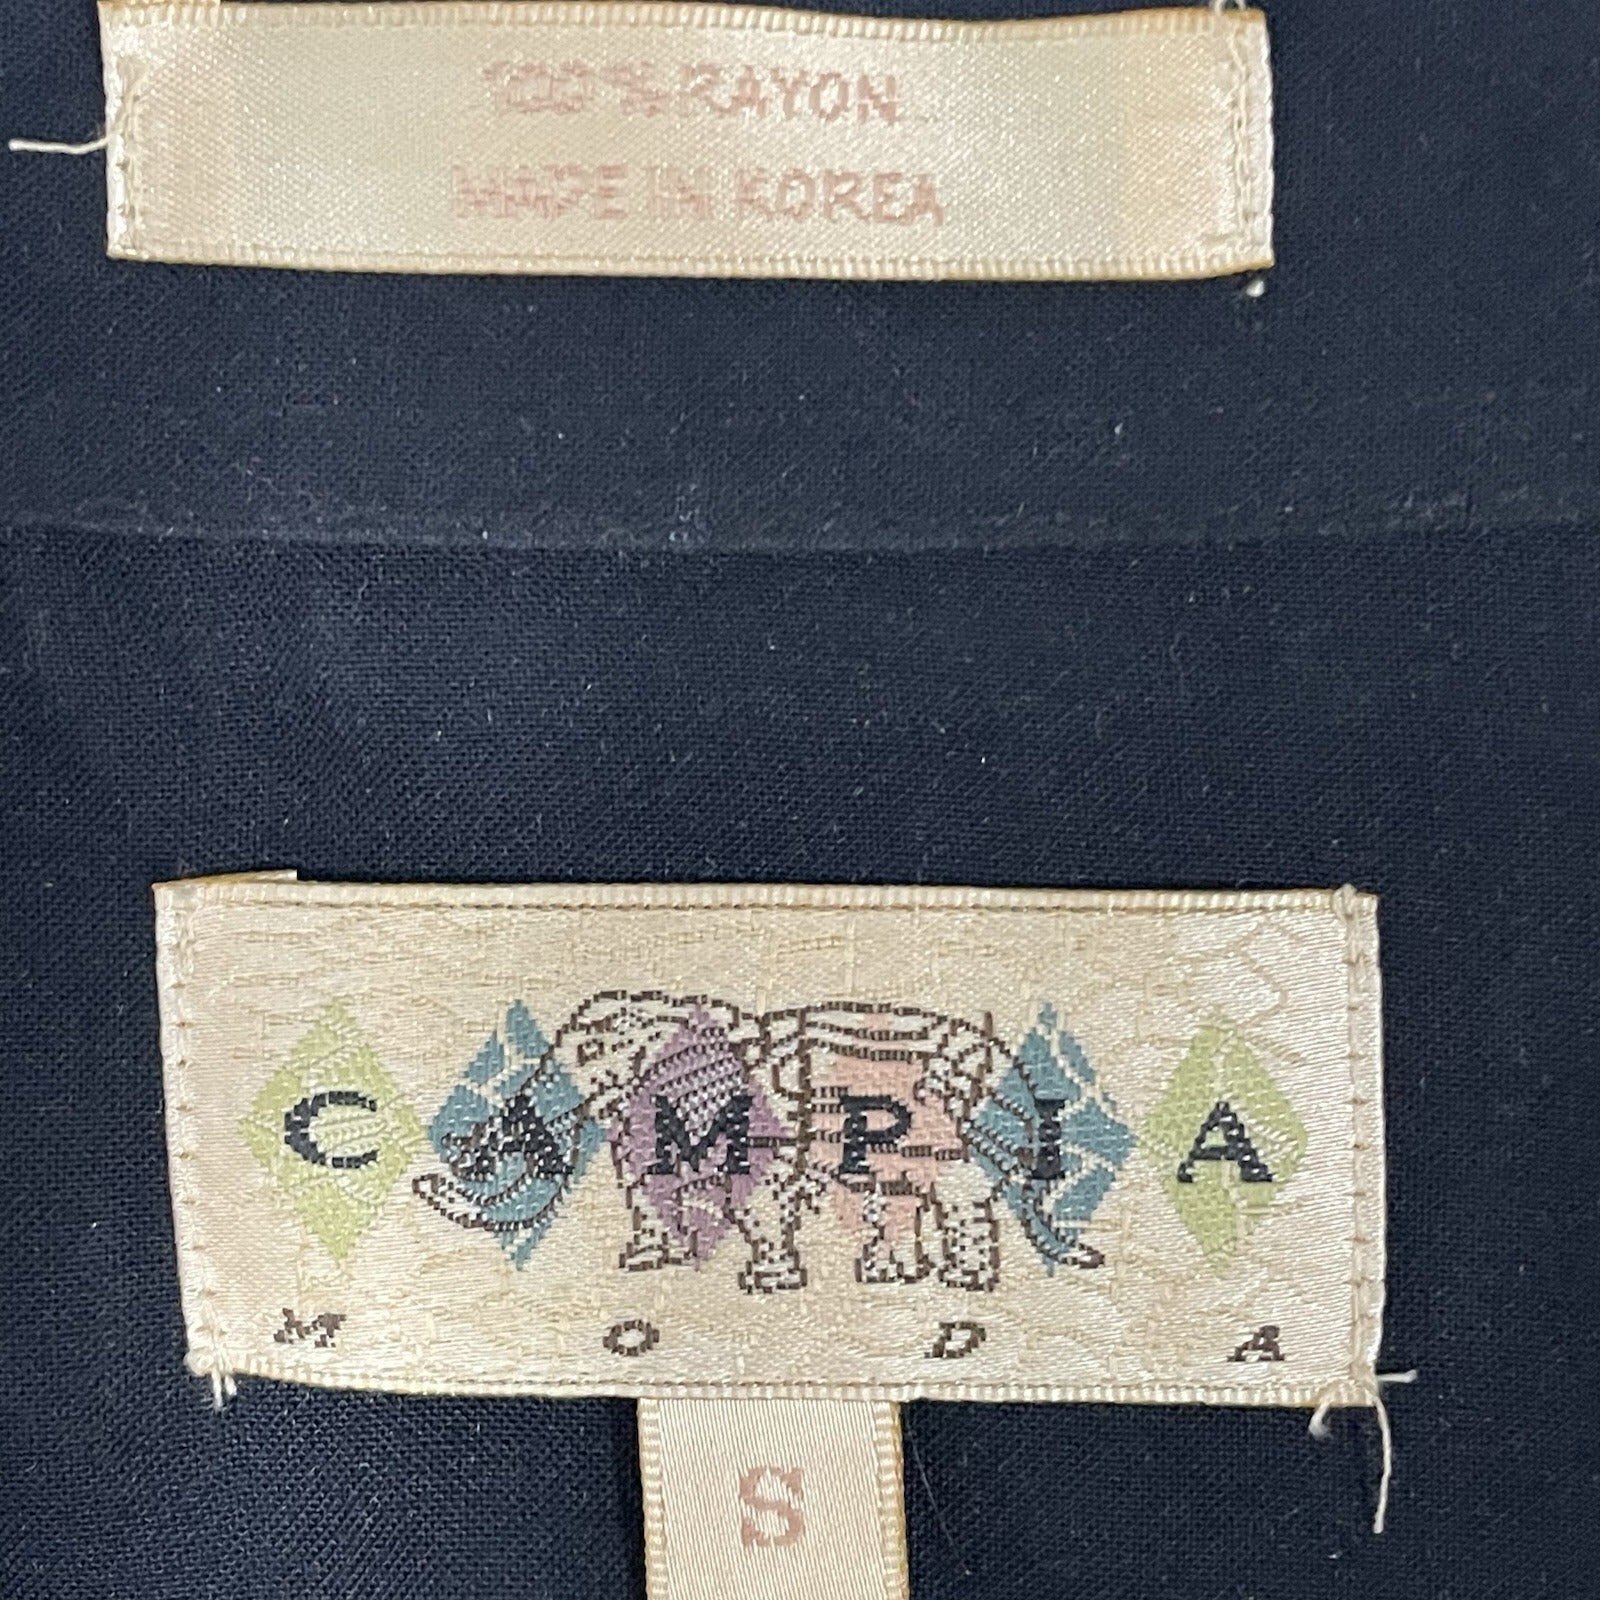 100% RAYON
MADE IN KOREA
CAMPIA
MODA
S